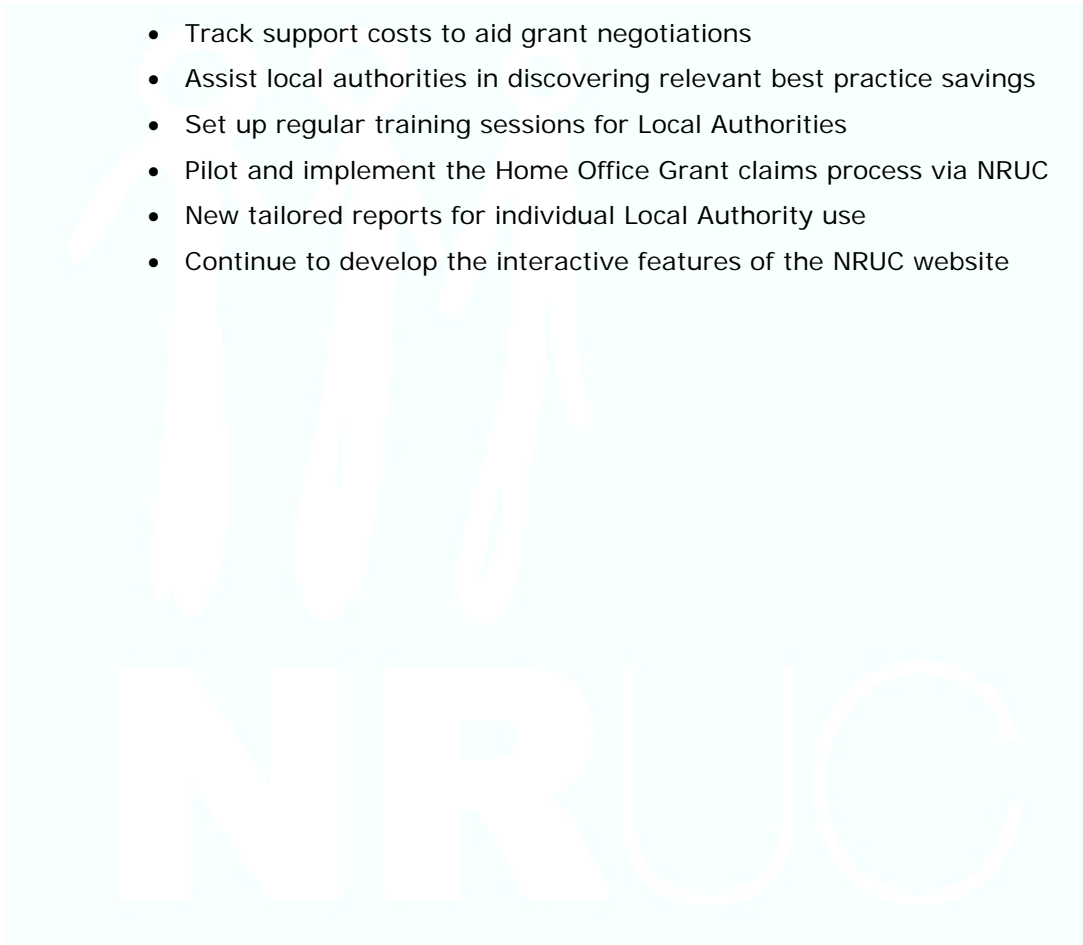 • Track support costs to aid grant negotiations
• Assist local authorities in discovering relevant best practice savings
• Set up regular training sessions for Local Authorities
• Pilot and implement the Home Office Grant claims process via NRUC
• New tailored reports for individual Local Authority use
• Continue to develop the interactive features of the NRUC website
NRUC